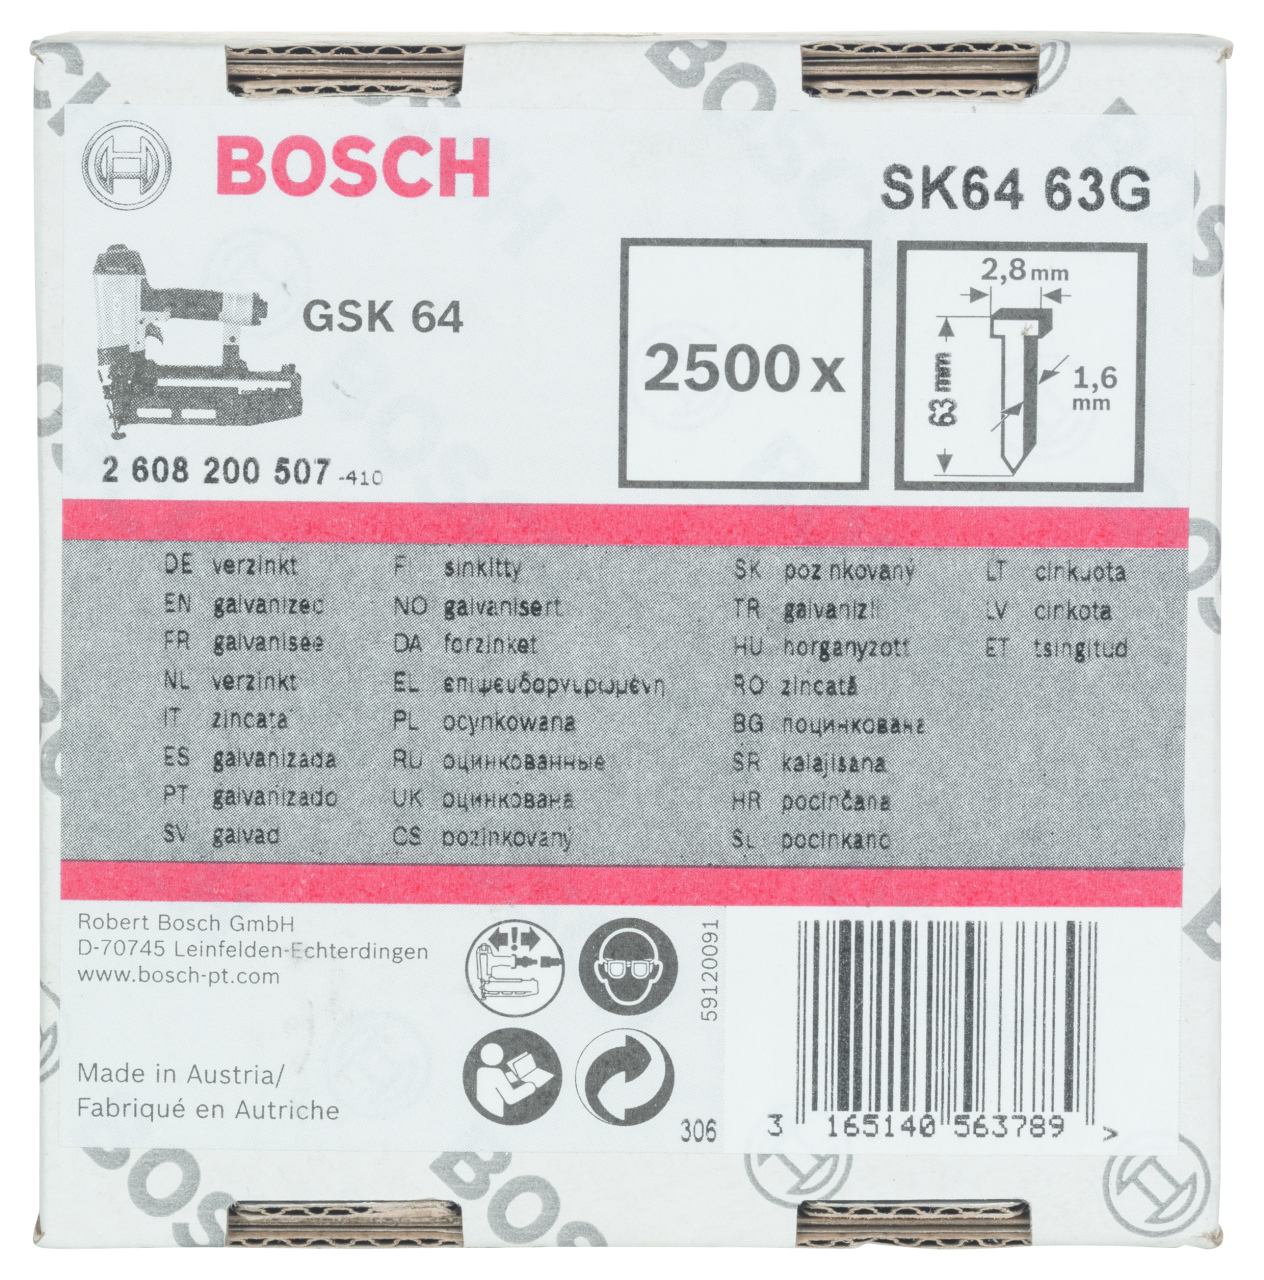 BOSCH
SK64 63G
GSK 64
2500 x
2,8 mm
63 mm
1,6 mm
2 608 200 507 -410
DE verzinkt
EN galvanized
FR galvanisée
NL verzinkt
IT zincata
ES galvanizada
PT galvanizado
SV galvad
FI sinkitty
NO galvanisert
DA forzinket
EL επιψευδαργυρωμένη
PL ocynkowana
RU оцинкованные
UK оцинкована
CS pozinkovaný
SK pozinkovaný
TR galvanizli
HU horganyzott
RO zincată
BG поцинкована
SR kalajisana
HR pocinčana
SL pocinkano
LT cinkuota
LV cinkota
ET tsingitud
Robert Bosch GmbH
D-70745 Leinfelden-Echterdingen
www.bosch-pt.com
Made in Austria/
Fabriqué en Autriche
59120091
306
3 165140 563789 >